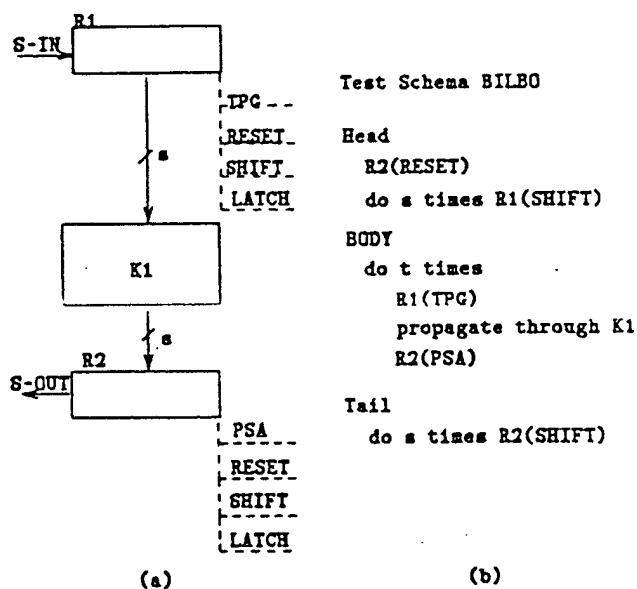 R1
S-IN
TPG
RESET
s
SHIFT
LATCH
K1
s
R2
S-OUT
PSA
RESET
SHIFT
LATCH
(a)
Test Schema BILBO
Head
R2(RESET)
do s times R1(SHIFT)
BODY
do t times
R1(TPG)
propagate through K1
R2(PSA)
Tail
do s times R2(SHIFT)
(b)